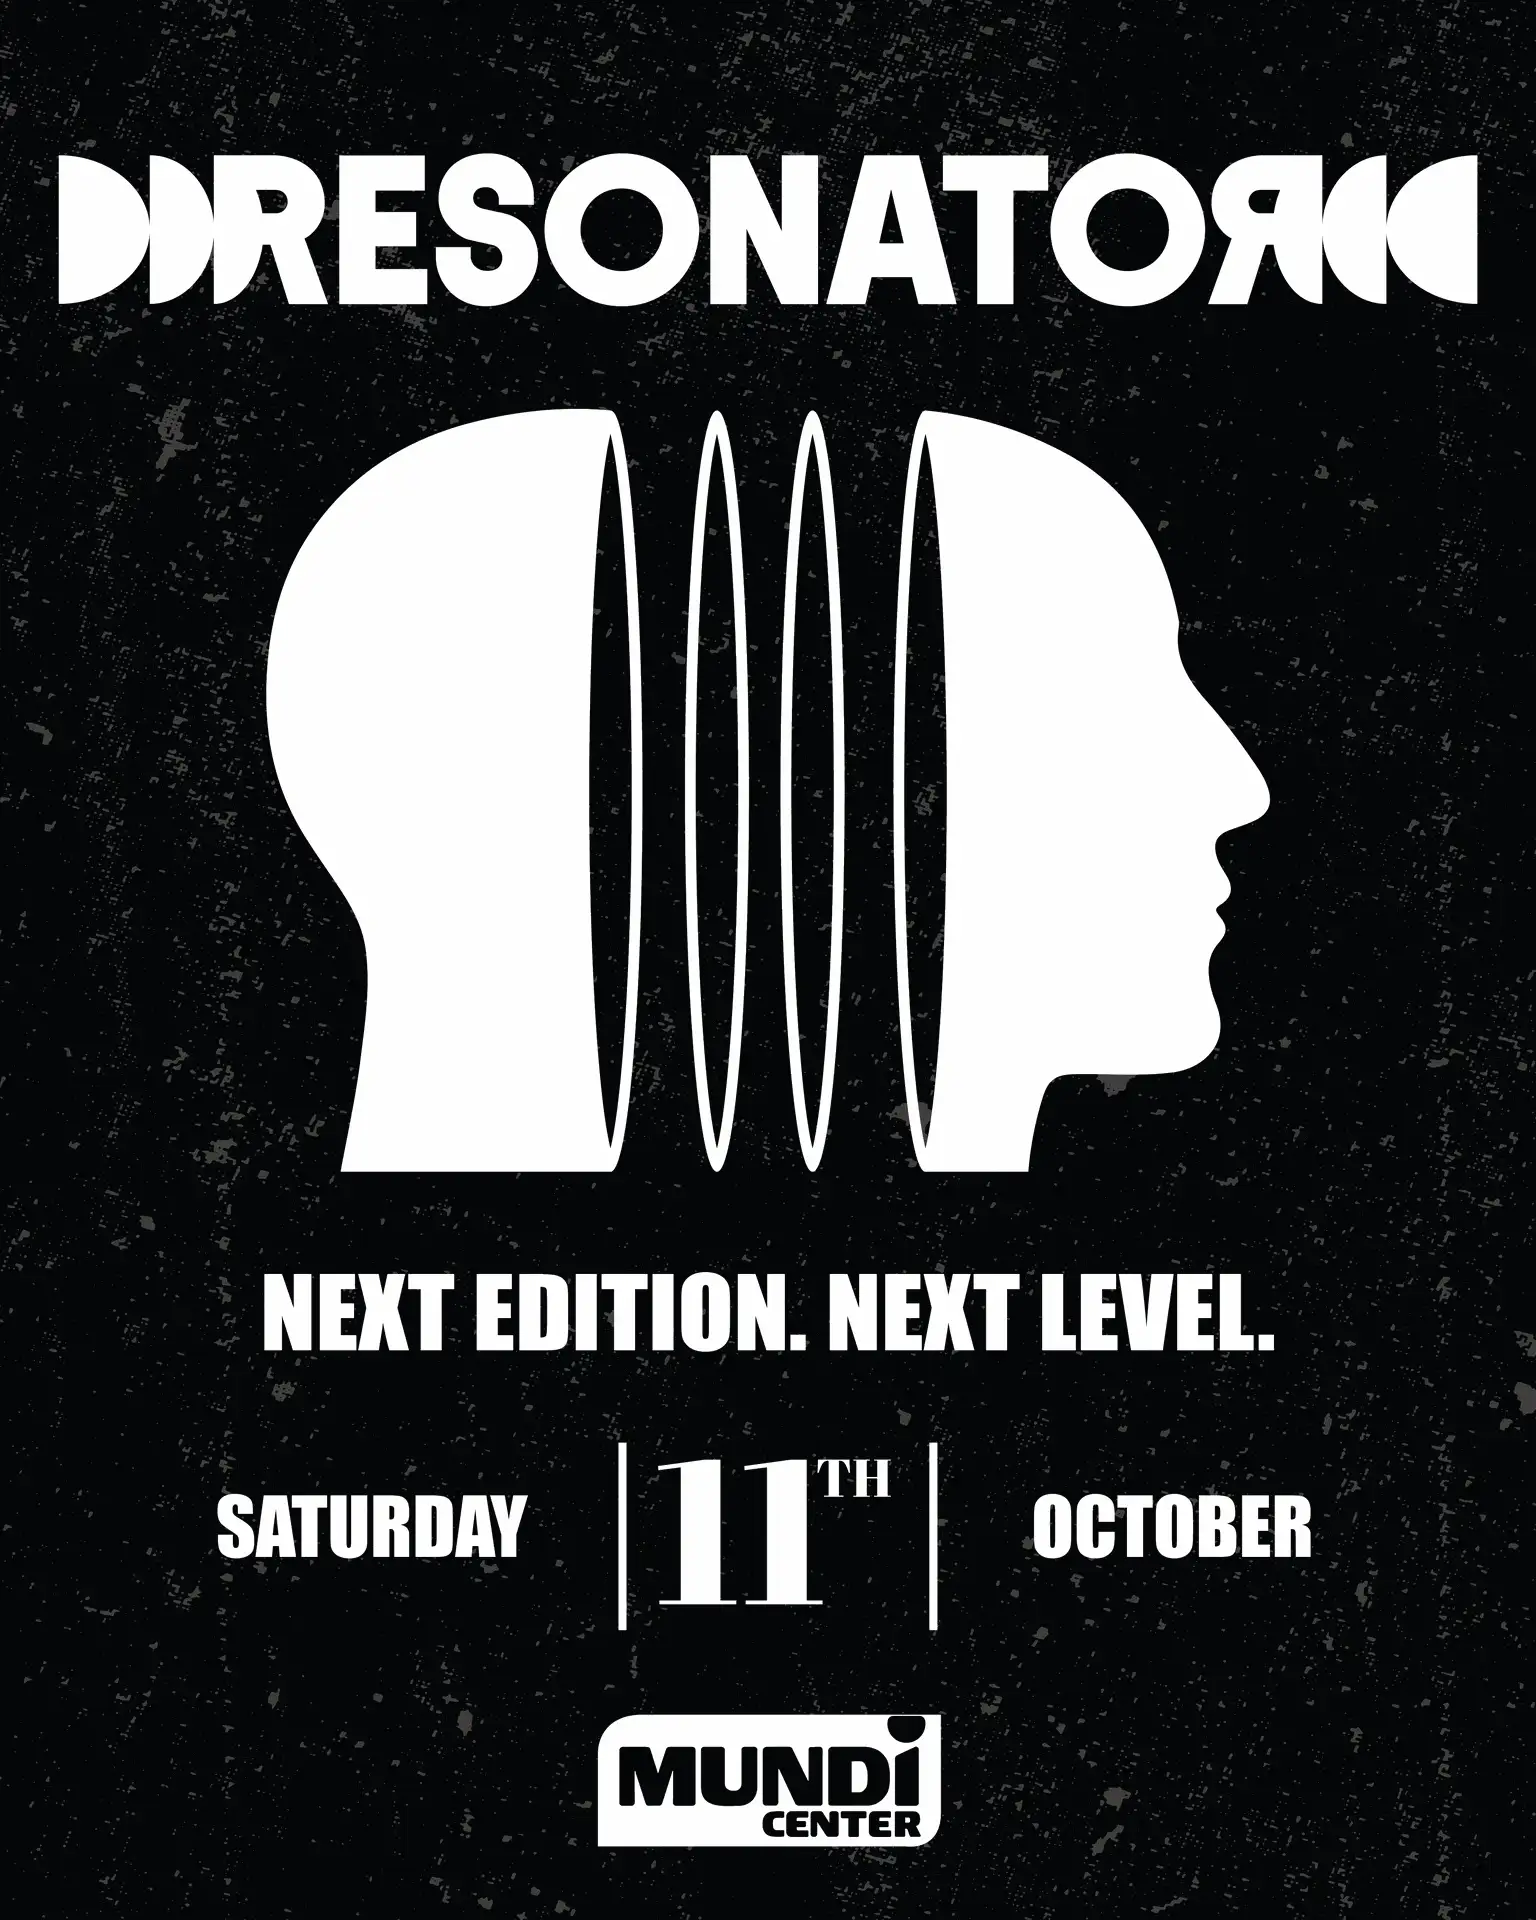 RESONATOR
NEXT EDITION. NEXT LEVEL.
SATURDAY 11TH OCTOBER
MUNDi
CENTER